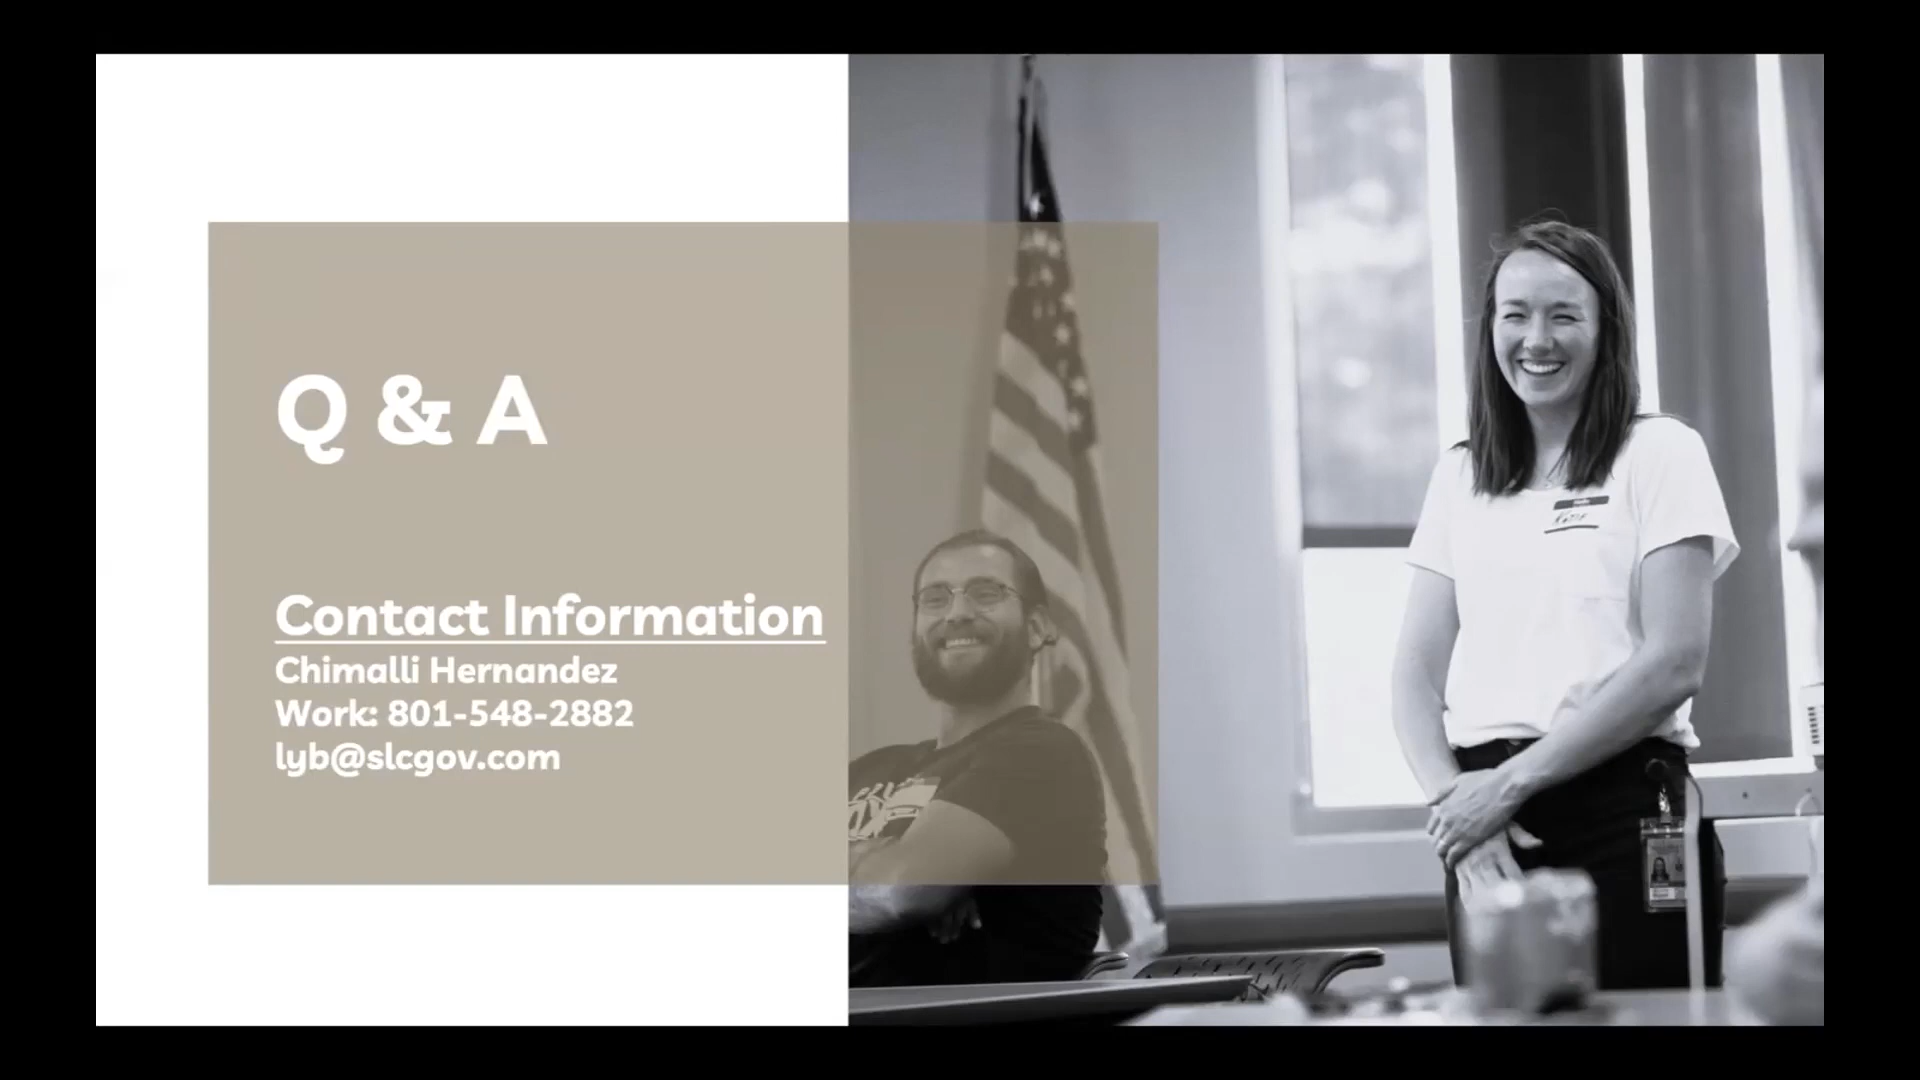 Q & A
Contact Information
Chimalli Hernandez
Work: 801-548-2882
lyb@slcgov.com